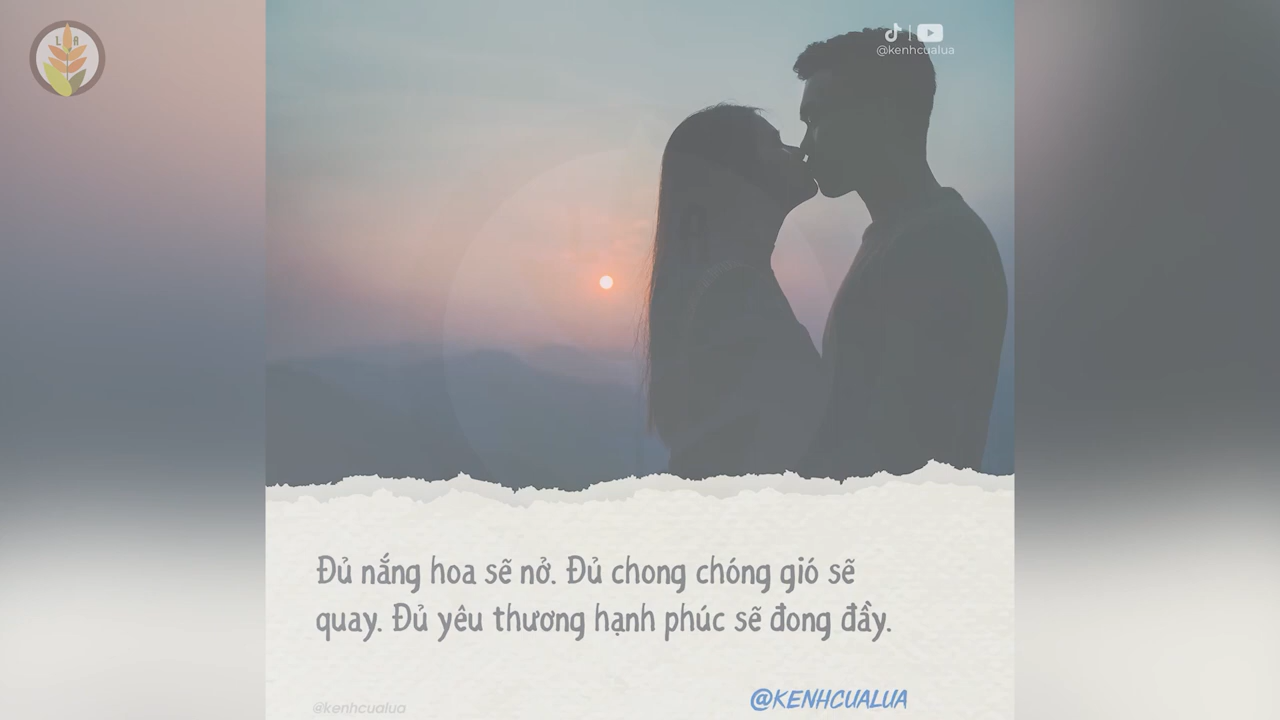 L A
@kenhcualua
Đủ nắng hoa sẽ nở. Đủ chong chóng gió sẽ
quay. Đủ yêu thương hạnh phúc sẽ đong đầy.
@KENHCUALUA
@kenhcualua